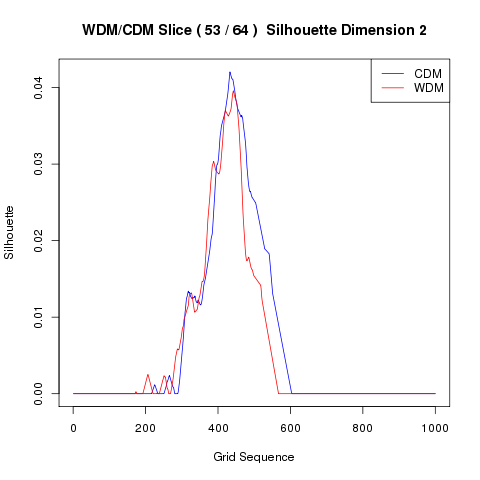 WDM/CDM Slice ( 53 / 64 )  Silhouette Dimension 2
CDM
WDM
Silhouette
0.04
0.03
0.02
0.01
0.00
0 200 400 600 800 1000
Grid Sequence